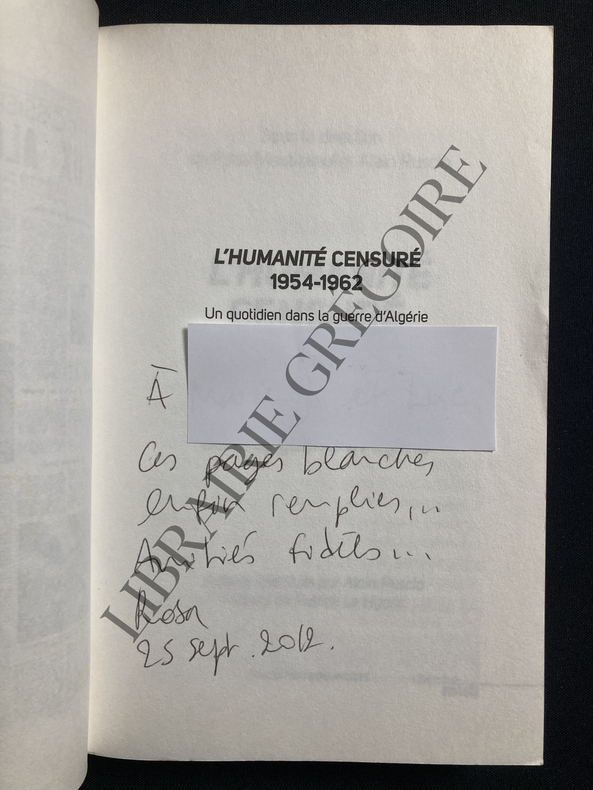 L'HUMANITÉ CENSURÉ
1954-1962
Un quotidien dans la guerre d'Algérie
À
Ces pages blanches
enfin remplies...
Amitiés fidèles...
Rosa
25 sept. 2012.
LIBRAIRIE GRÉGOIRE